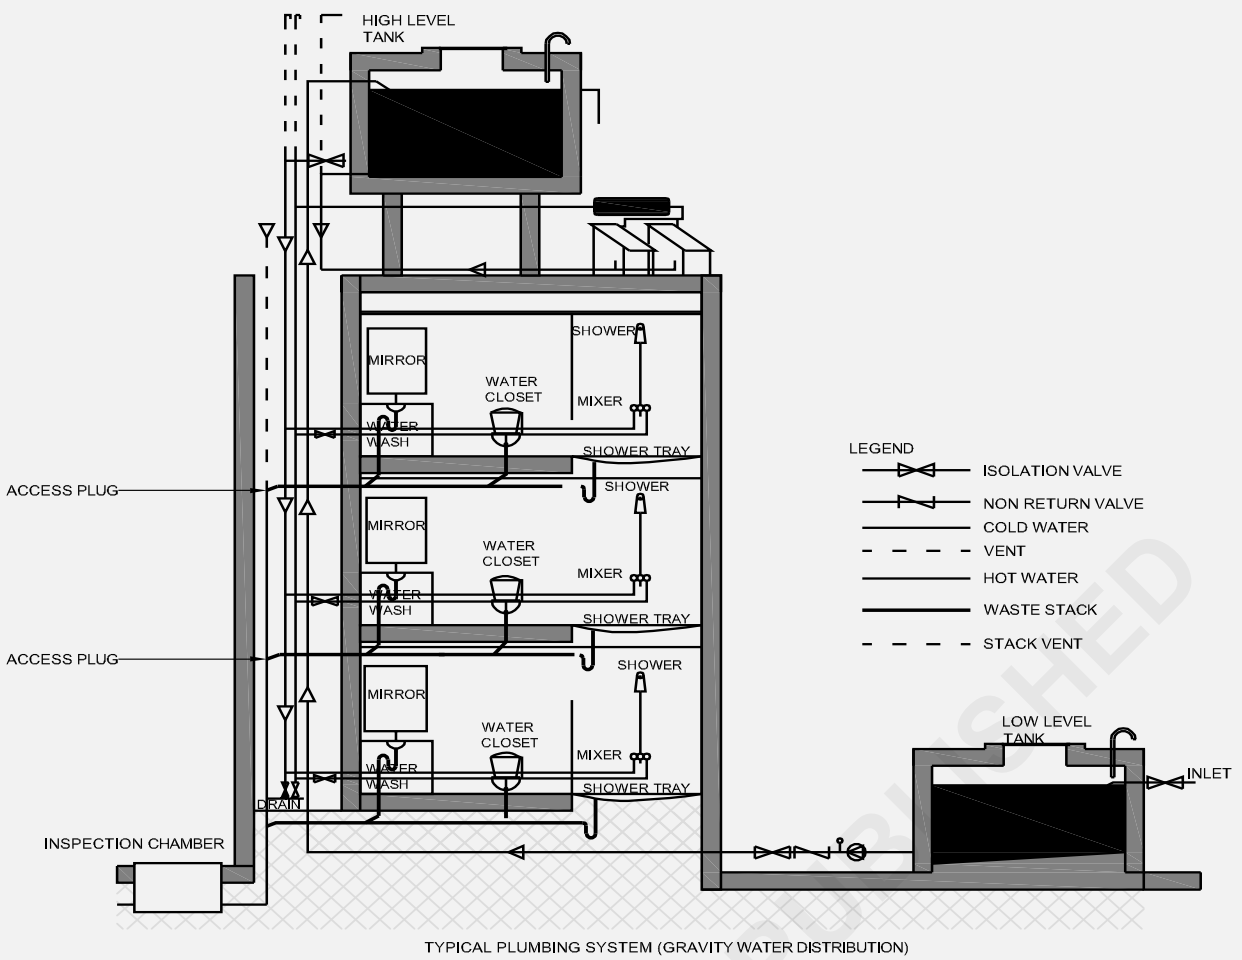 HIGH LEVEL
TANK
SHOWER
MIRROR
WATER
CLOSET
MIXER
WATER
WASH
SHOWER TRAY
ACCESS PLUG
SHOWER
MIRROR
WATER
CLOSET
MIXER
WATER
WASH
SHOWER TRAY
ACCESS PLUG
SHOWER
MIRROR
WATER
CLOSET
MIXER
WATER
WASH
SHOWER TRAY
DRAIN
INSPECTION CHAMBER
LEGEND
ISOLATION VALVE
NON RETURN VALVE
COLD WATER
VENT
HOT WATER
WASTE STACK
STACK VENT
LOW LEVEL
TANK
INLET
PUBLISHED
TYPICAL PLUMBING SYSTEM (GRAVITY WATER DISTRIBUTION)